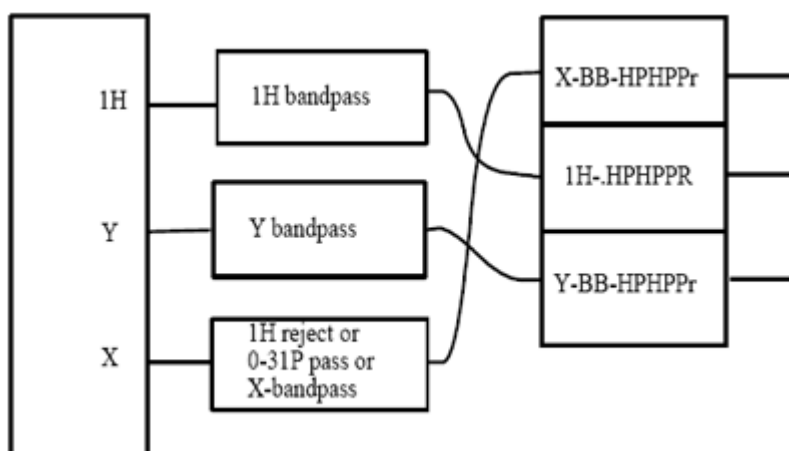 1H
Y
X
1H bandpass
Y bandpass
1H reject or
0-31P pass or
X-bandpass
X-BB-HPHPPr
1H-.HPHPPR
Y-BB-HPHPPr